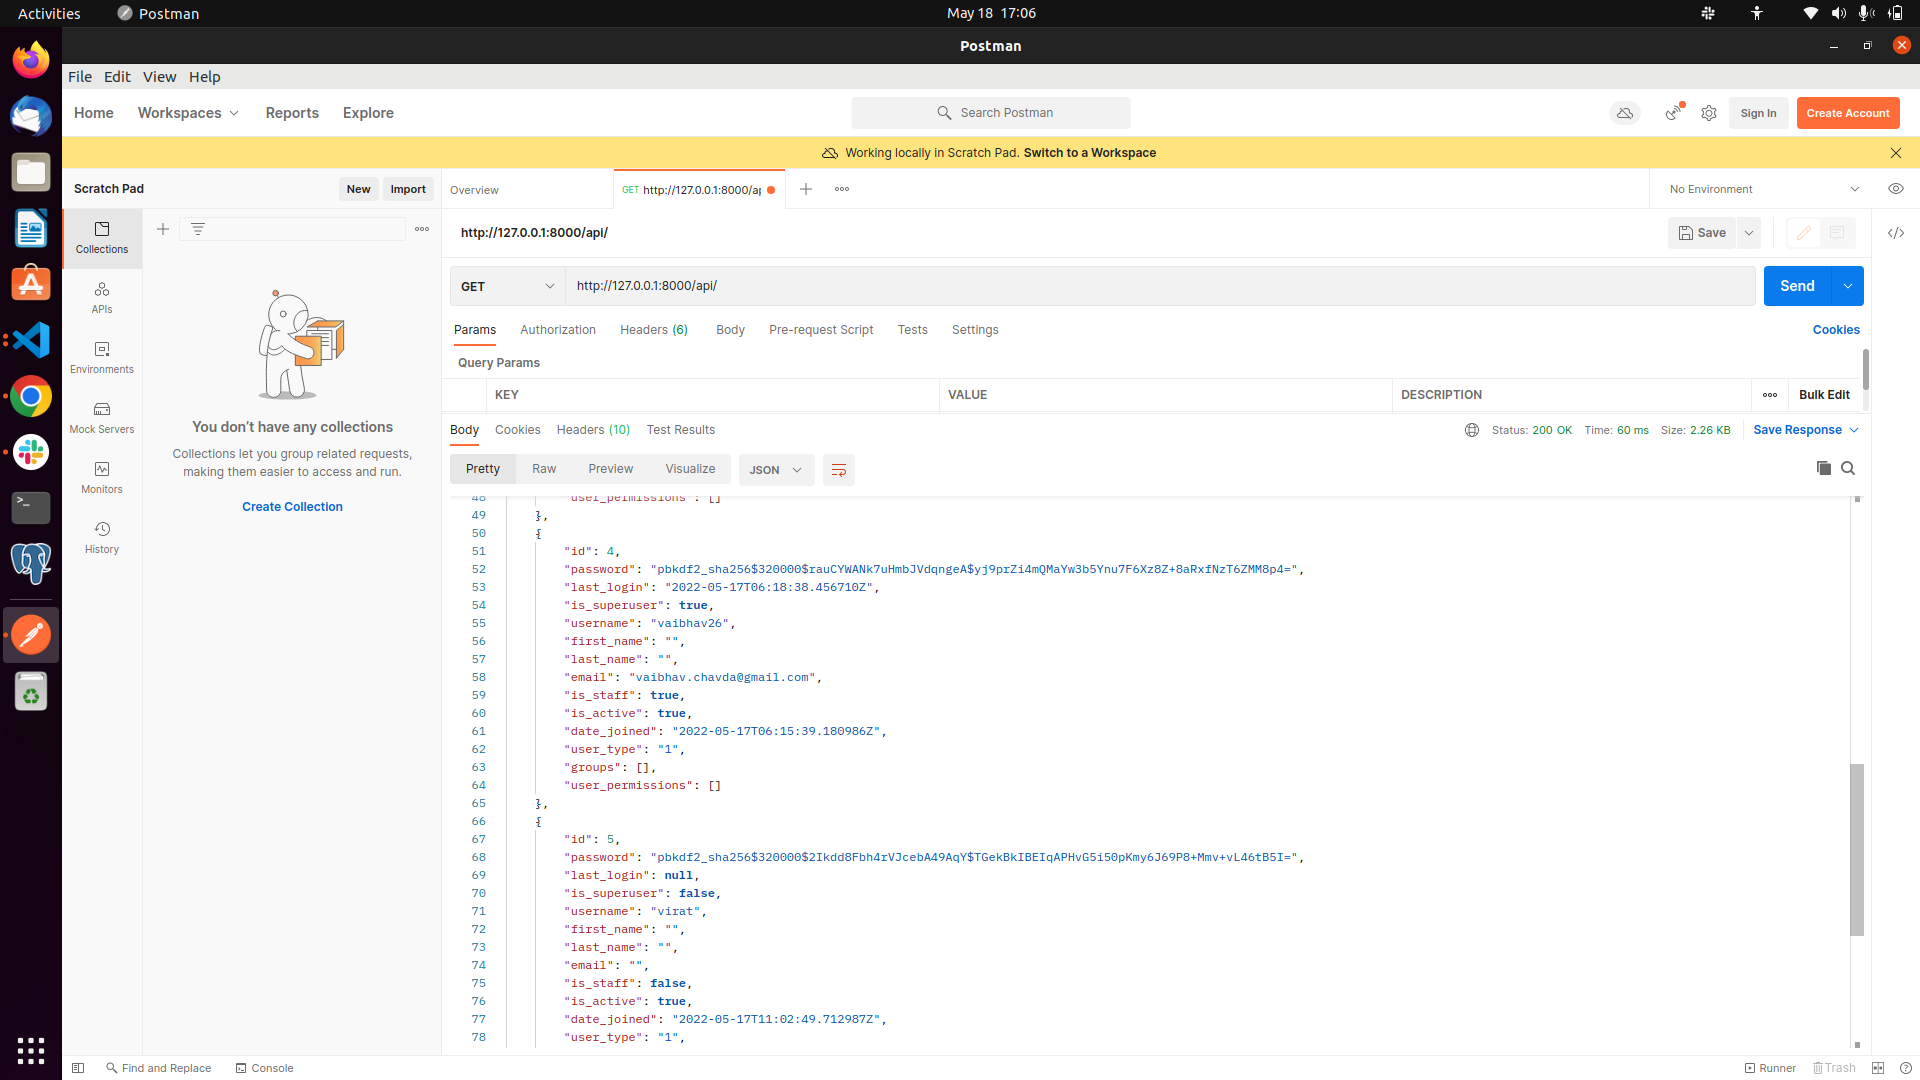 Activities
Postman
May 18 17:06
Postman
File Edit View Help
Home Workspaces Reports Explore
Search Postman
Sign In
Create Account
Working locally in Scratch Pad. Switch to a Workspace
Scratch Pad
New
Import
Overview
GET http://127.0.0.1:8000/ap
No Environment
Collections
APIs
Environments
Mock Servers
Monitors
History
You don't have any collections
Collections let you group related requests,
making them easier to access and run.
Create Collection
http://127.0.0.1:8000/api/
Save
GET
http://127.0.0.1:8000/api/
Send
Params Authorization Headers (6) Body Pre-request Script Tests Settings
Cookies
Query Params
KEY VALUE DESCRIPTION
Bulk Edit
Body Cookies Headers (10) Test Results
Status: 200 OK Time: 60 ms Size: 2.26 KB
Save Response
Pretty Raw Preview Visualize JSON
48 "user_permissions": []
49 },
50 {
51 "id": 4,
52 "password": "pbkdf2_sha256$320000$rauCYWANk7uHmbJVdqngeA$yj9prZi4mQMaYw3b5Ynu7F6Xz8Z+8aRxfNzT6ZMM8p4=",
53 "last_login": "2022-05-17T06:18:38.456710Z",
54 "is_superuser": true,
55 "username": "vaibhav26",
56 "first_name": "",
57 "last_name": "",
58 "email": "vaibhav.chavda@gmail.com",
59 "is_staff": true,
60 "is_active": true,
61 "date_joined": "2022-05-17T06:15:39.180986Z",
62 "user_type": "1",
63 "groups": [],
64 "user_permissions": []
65 },
66 {
67 "id": 5,
68 "password": "pbkdf2_sha256$320000$2Ikdd8Fbh4rVJcebA49AqY$TGekBkIBEIqAPHvG5i50pKmy6J69P8+Mmv+vL46tB5I=",
69 "last_login": null,
70 "is_superuser": false,
71 "username": "virat",
72 "first_name": "",
73 "last_name": "",
74 "email": "",
75 "is_staff": false,
76 "is_active": true,
77 "date_joined": "2022-05-17T11:02:49.712987Z",
78 "user_type": "1",
Find and Replace
Console
Runner
Trash